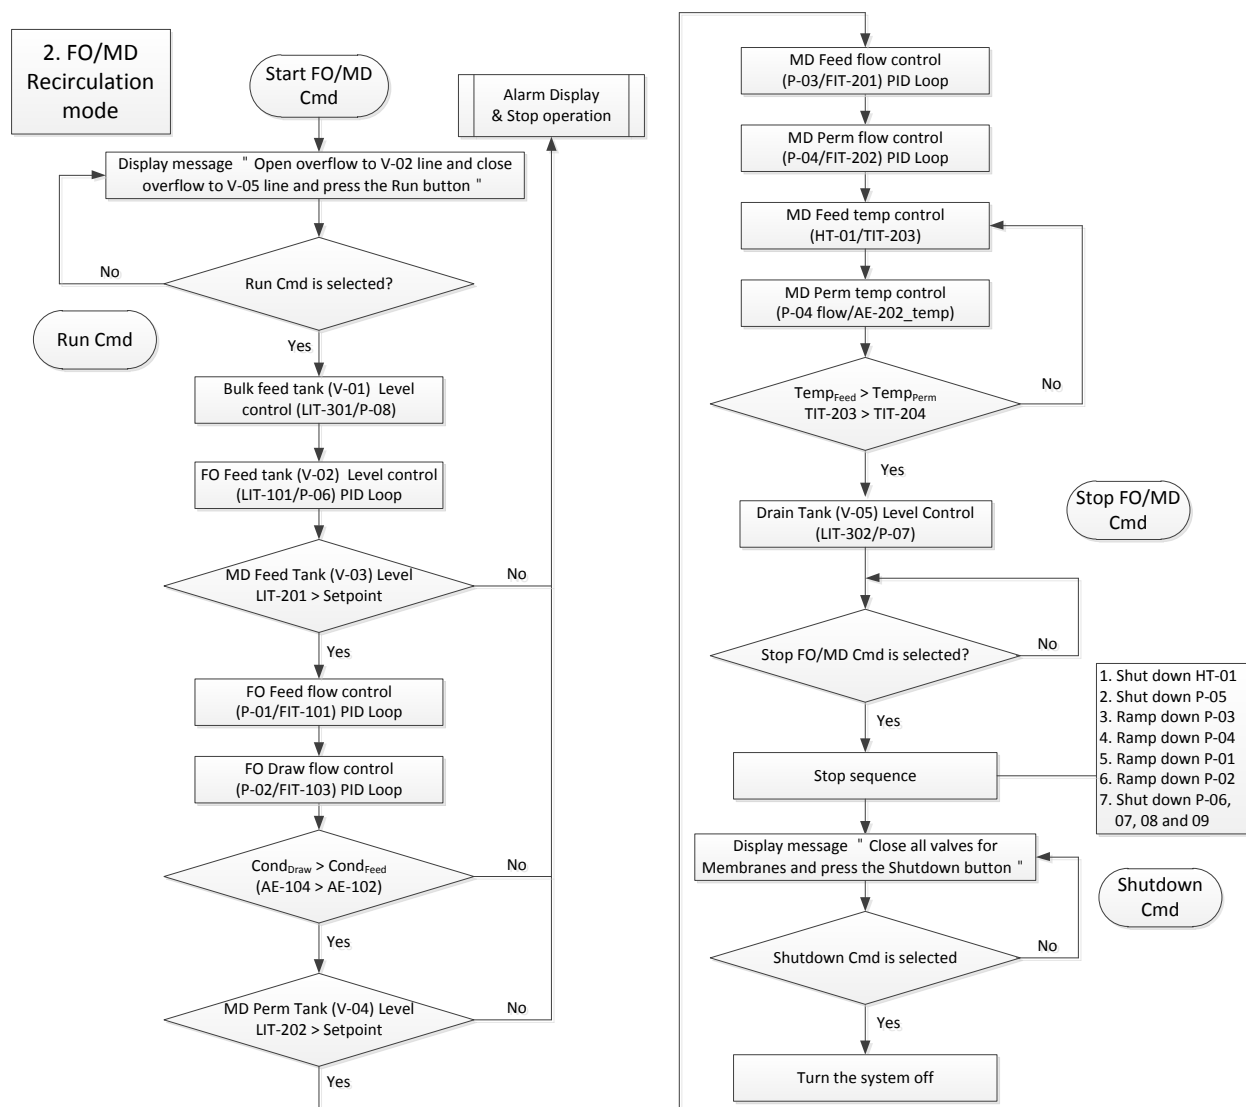 2. FO/MD
Recirculation
mode
Start FO/MD
Cmd
Alarm Display
& Stop operation
Display message " Open overflow to V-02 line and close
overflow to V-05 line and press the Run button "
No
Run Cmd is selected?
Run Cmd
Yes
Bulk feed tank (V-01) Level
control (LIT-301/P-08)
FO Feed tank (V-02) Level control
(LIT-101/P-06) PID Loop
MD Feed Tank (V-03) Level
LIT-201 > Setpoint
No
Yes
FO Feed flow control
(P-01/FIT-101) PID Loop
FO Draw flow control
(P-02/FIT-103) PID Loop
Cond_Draw > Cond_Feed
(AE-104 > AE-102)
No
Yes
MD Perm Tank (V-04) Level
LIT-202 > Setpoint
No
Yes
MD Feed flow control
(P-03/FIT-201) PID Loop
MD Perm flow control
(P-04/FIT-202) PID Loop
MD Feed temp control
(HT-01/TIT-203)
MD Perm temp control
(P-04 flow/AE-202_temp)
Temp_Feed > Temp_Perm
TIT-203 > TIT-204
No
Yes
Drain Tank (V-05) Level Control
(LIT-302/P-07)
Stop FO/MD
Cmd
Stop FO/MD Cmd is selected?
No
Yes
Stop sequence
1. Shut down HT-01
2. Shut down P-05
3. Ramp down P-03
4. Ramp down P-04
5. Ramp down P-01
6. Ramp down P-02
7. Shut down P-06,
07, 08 and 09
Display message " Close all valves for
Membranes and press the Shutdown button "
Shutdown
Cmd
Shutdown Cmd is selected
No
Yes
Turn the system off